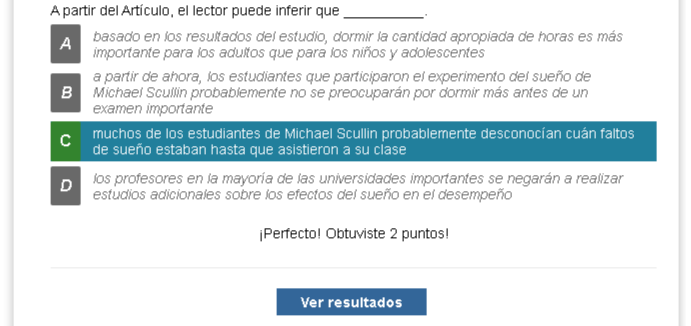 A partir del Artículo, el lector puede inferir que __________.
A
basado en los resultados del estudio, dormir la cantidad apropiada de horas es más
importante para los adultos que para los niños y adolescentes
B
a partir de ahora, los estudiantes que participaron el experimento del sueño de
Michael Scullin probablemente no se preocuparán por dormir más antes de un
examen importante
C
muchos de los estudiantes de Michael Scullin probablemente desconocían cuán faltos
de sueño estaban hasta que asistieron a su clase
D
los profesores en la mayoría de las universidades importantes se negarán a realizar
estudios adicionales sobre los efectos del sueño en el desempeño
¡Perfecto! Obtuviste 2 puntos!
Ver resultados